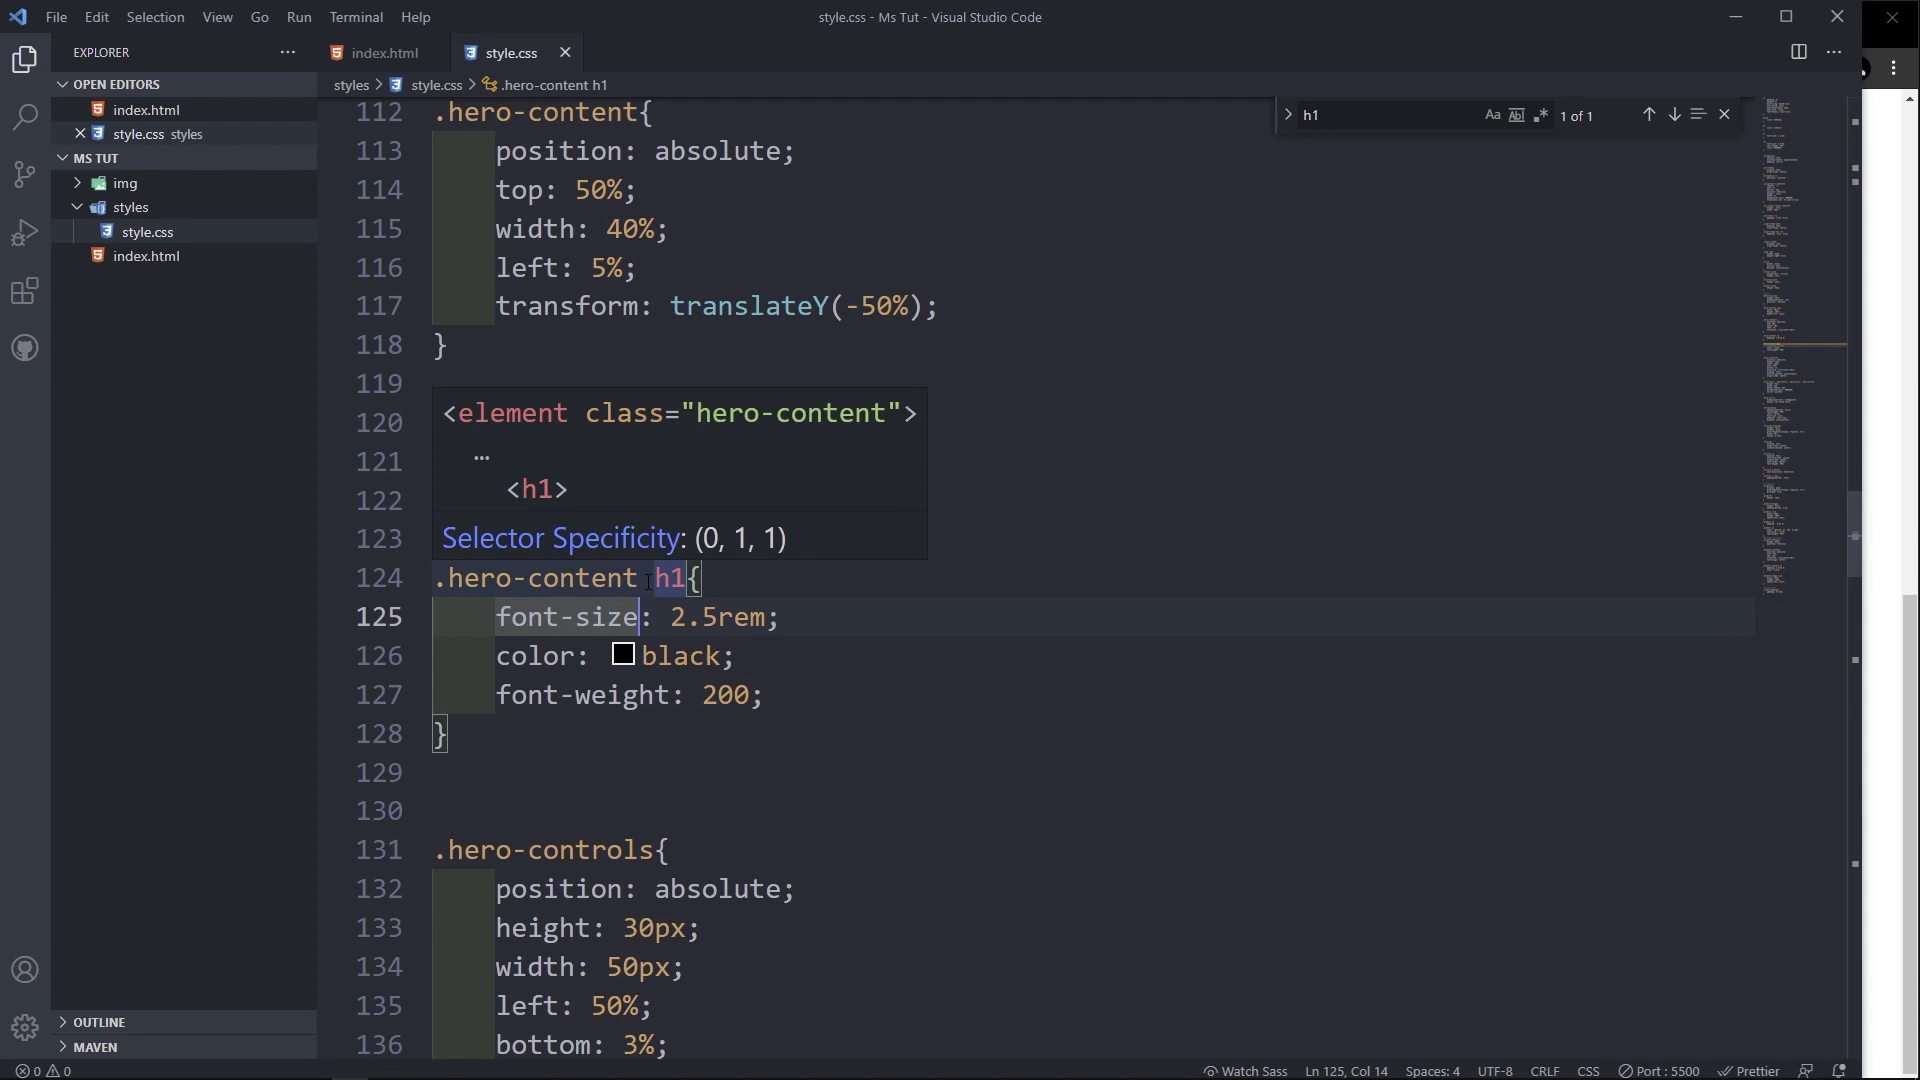 File Edit Selection View Go Run Terminal Help
style.css - Ms Tut - Visual Studio Code
EXPLORER
index.html
style.css
OPEN EDITORS
index.html
style.css styles
MS TUT
img
styles
style.css
index.html
OUTLINE
MAVEN
styles > style.css > .hero-content h1
h1
Aa
Abl
1 of 1
112 .hero-content{
113 position: absolute;
114 top: 50%;
115 width: 40%;
116 left: 5%;
117 transform: translateY(-50%);
118 }
119
120 <element class="hero-content">
121 …
122 <h1>
123 Selector Specificity: (0, 1, 1)
124 .hero-content h1{
125 font-size: 2.5rem;
126 color: black;
127 font-weight: 200;
128 }
129
130
131 .hero-controls{
132 position: absolute;
133 height: 30px;
134 width: 50px;
135 left: 50%;
136 bottom: 3%;
0 0
Watch Sass Ln 125, Col 14 Spaces: 4 UTF-8 CRLF CSS Port : 5500 Prettier